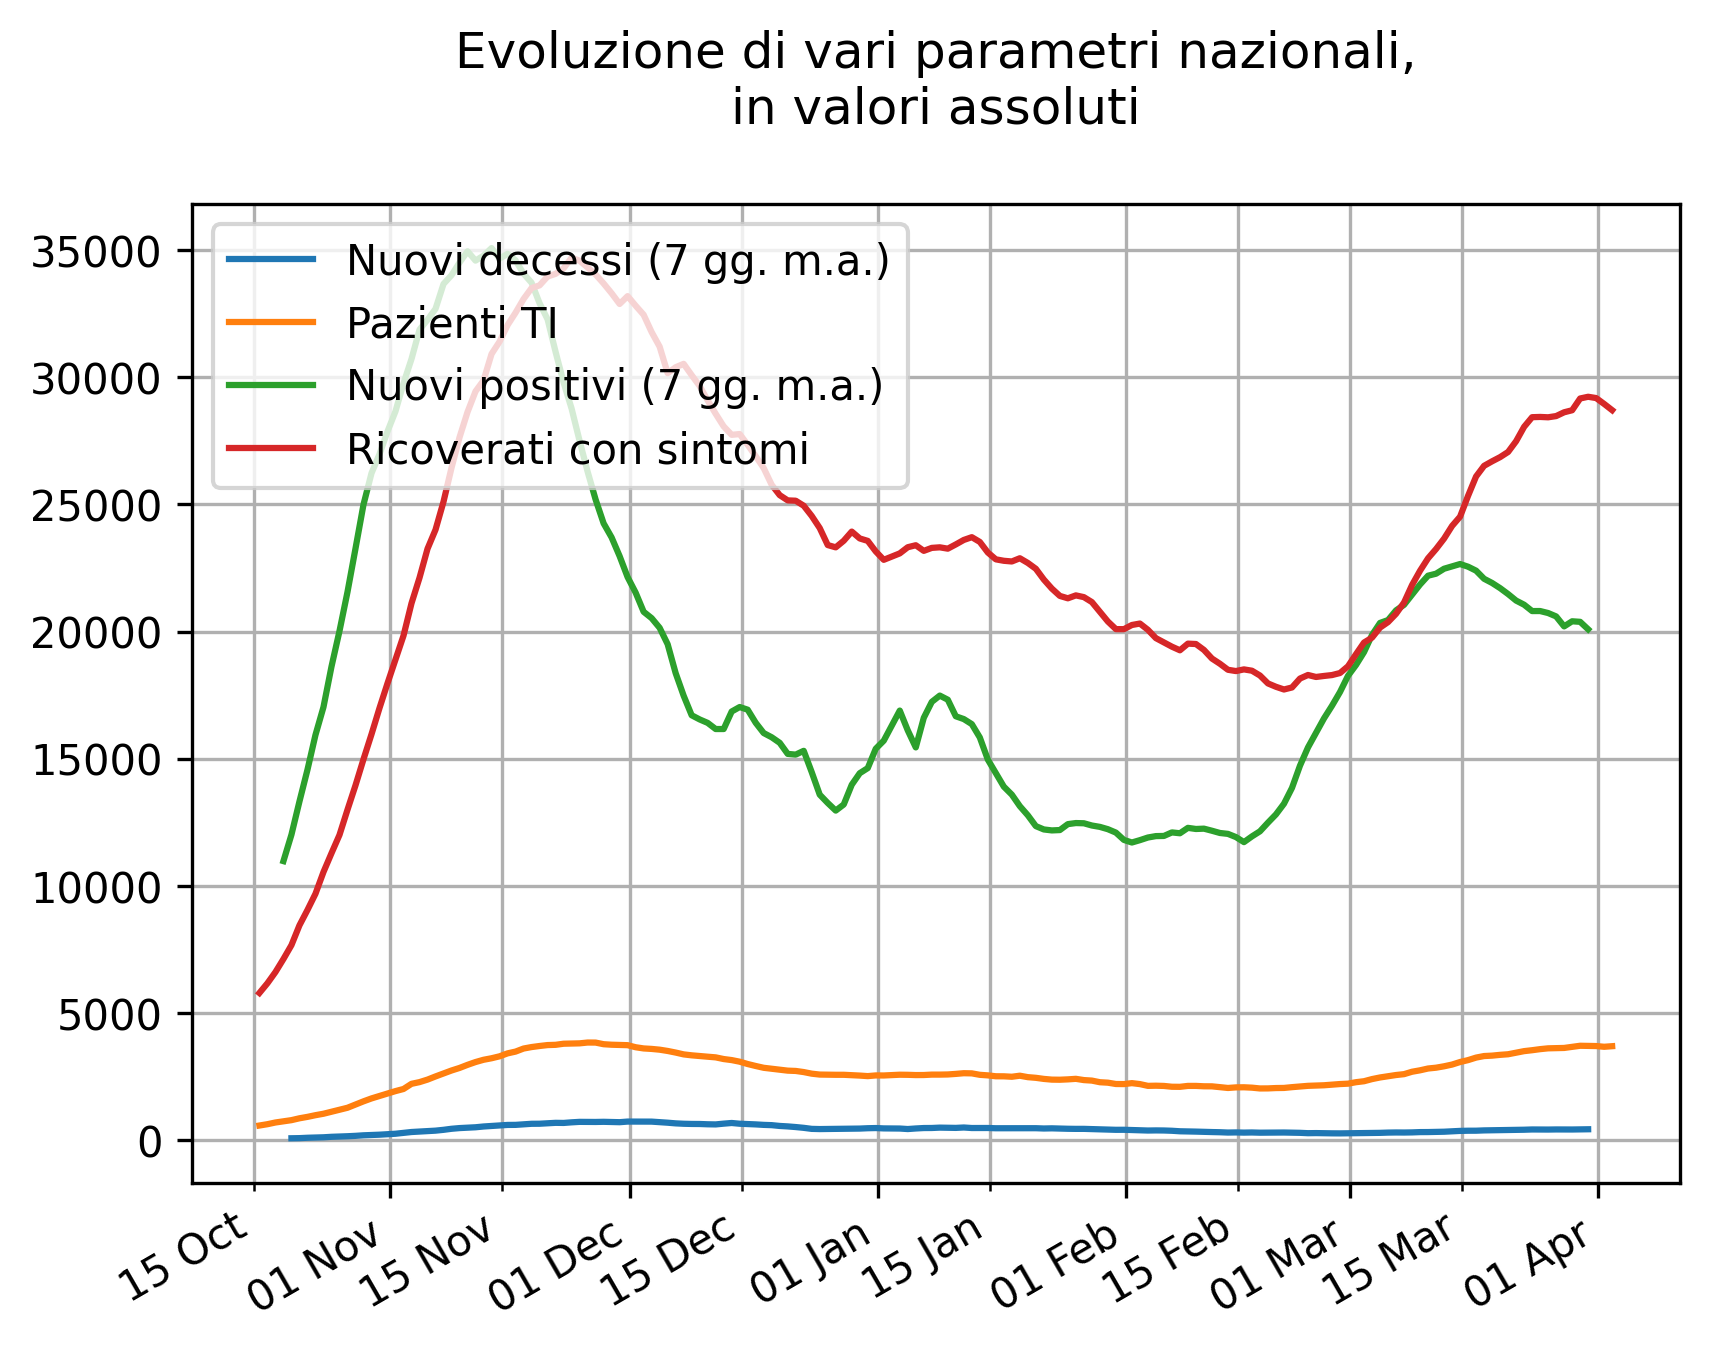 Evoluzione di vari parametri nazionali,
in valori assoluti
Nuovi decessi (7 gg. m.a.)
Pazienti TI
Nuovi positivi (7 gg. m.a.)
Ricoverati con sintomi
35000
30000
25000
20000
15000
10000
5000
0
15 Oct
01 Nov
15 Nov
01 Dec
15 Dec
01 Jan
15 Jan
01 Feb
15 Feb
01 Mar
15 Mar
01 Apr